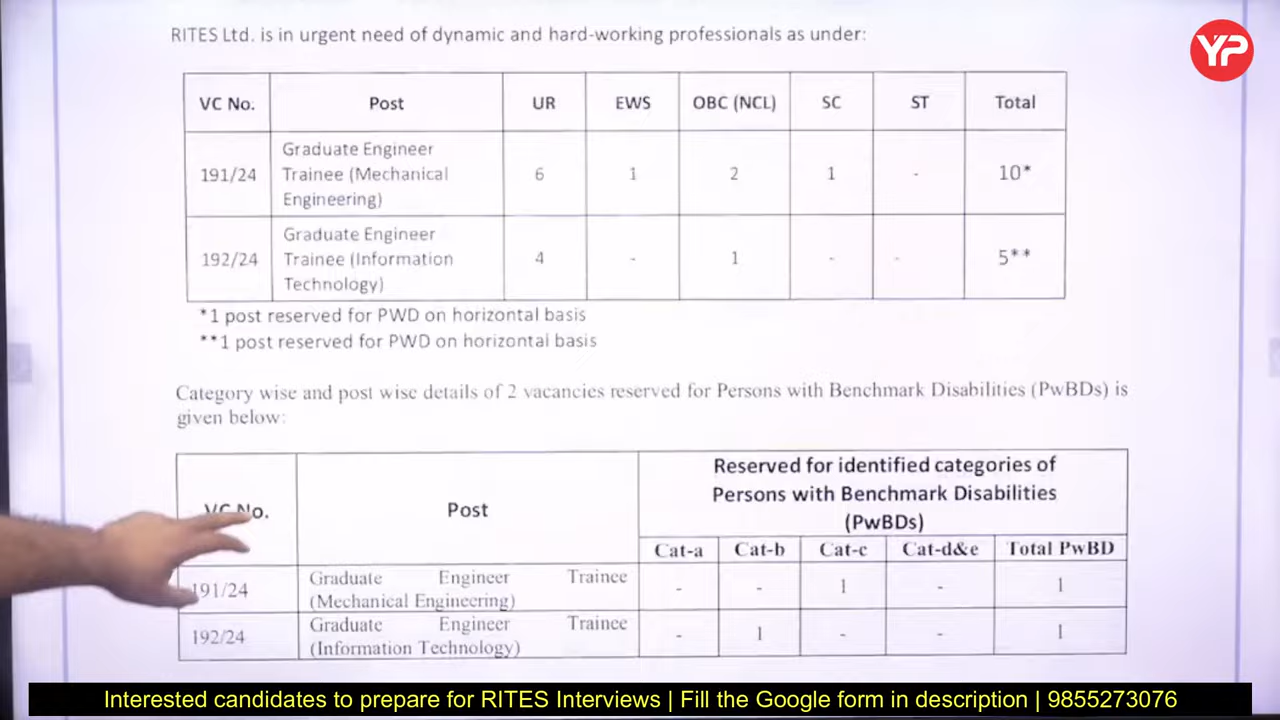 RITES Ltd. is in urgent need of dynamic and hard-working professionals as under:
YP
VC No. Post UR EWS OBC (NCL) SC ST Total
191/24 Graduate Engineer Trainee (Mechanical Engineering) 6 1 2 1 - 10*
192/24 Graduate Engineer Trainee (Information Technology) 4 - 1 - - 5**
*1 post reserved for PWD on horizontal basis
**1 post reserved for PWD on horizontal basis
Category wise and post wise details of 2 vacancies reserved for Persons with Benchmark Disabilities (PwBDs) is
given below:
VC No. Post Reserved for identified categories of Persons with Benchmark Disabilities (PwBDs)
Cat-a Cat-b Cat-c Cat-d&e Total PwBD
191/24 Graduate Engineer Trainee (Mechanical Engineering) - - 1 - 1
192/24 Graduate Engineer Trainee (Information Technology) - 1 - - 1
Interested candidates to prepare for RITES Interviews | Fill the Google form in description | 9855273076